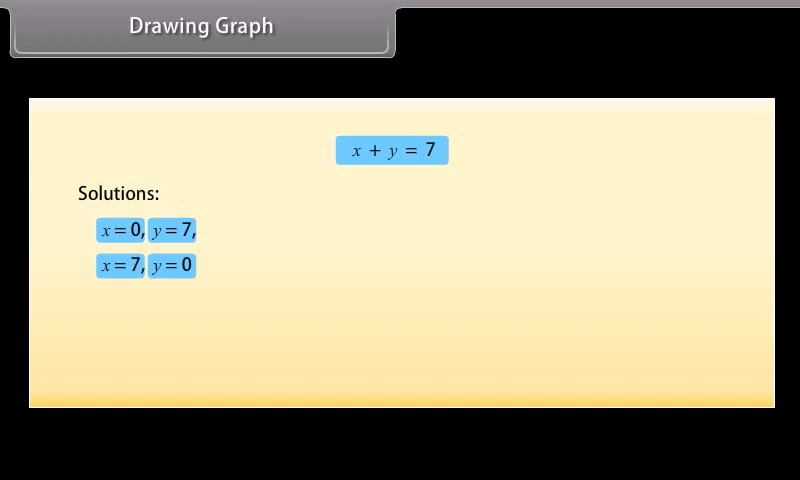 Drawing Graph
x + y = 7
Solutions:
x = 0, y = 7,
x = 7, y = 0